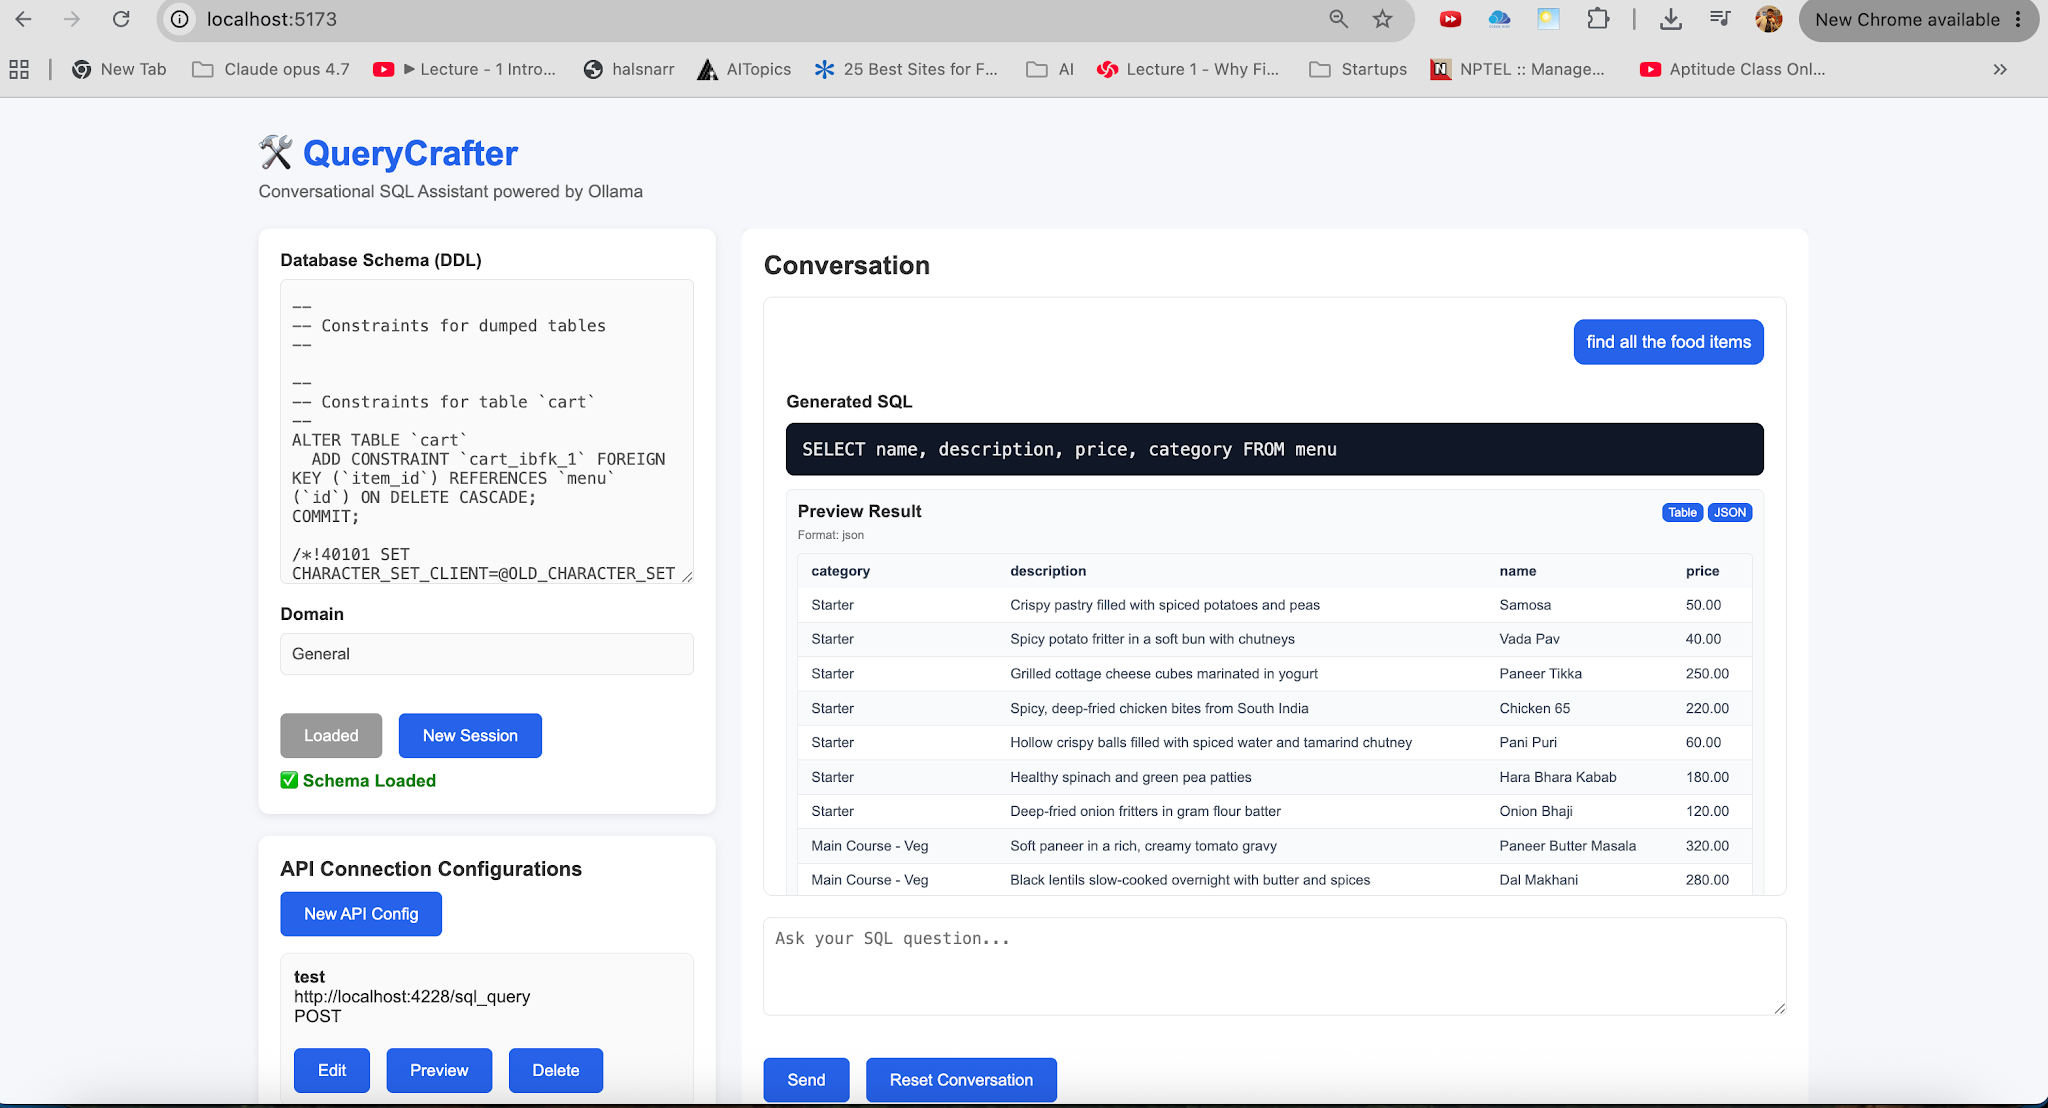 localhost:5173
New Chrome available
New Tab
Claude opus 4.7
► Lecture - 1 Intro...
halsnarr
AITopics
25 Best Sites for F...
AI
Lecture 1 - Why Fi...
Startups
NPTEL :: Manage...
Aptitude Class Onl...
QueryCrafter
Conversational SQL Assistant powered by Ollama
Database Schema (DDL)
--
-- Constraints for dumped tables
--
--
-- Constraints for table `cart`
--
ALTER TABLE `cart`
ADD CONSTRAINT `cart_ibfk_1` FOREIGN
KEY (`item_id`) REFERENCES `menu`
(`id`) ON DELETE CASCADE;
COMMIT;
/*!40101 SET
CHARACTER_SET_CLIENT=@OLD_CHARACTER_SET
Domain
General
Loaded
New Session
✅ Schema Loaded
API Connection Configurations
New API Config
test
http://localhost:4228/sql_query
POST
Edit
Preview
Delete
Conversation
find all the food items
Generated SQL
SELECT name, description, price, category FROM menu
Preview Result
Table
JSON
Format: json
category description name price
Starter Crispy pastry filled with spiced potatoes and peas Samosa 50.00
Starter Spicy potato fritter in a soft bun with chutneys Vada Pav 40.00
Starter Grilled cottage cheese cubes marinated in yogurt Paneer Tikka 250.00
Starter Spicy, deep-fried chicken bites from South India Chicken 65 220.00
Starter Hollow crispy balls filled with spiced water and tamarind chutney Pani Puri 60.00
Starter Healthy spinach and green pea patties Hara Bhara Kabab 180.00
Starter Deep-fried onion fritters in gram flour batter Onion Bhaji 120.00
Main Course - Veg Soft paneer in a rich, creamy tomato gravy Paneer Butter Masala 320.00
Main Course - Veg Black lentils slow-cooked overnight with butter and spices Dal Makhani 280.00
Ask your SQL question...
Send
Reset Conversation